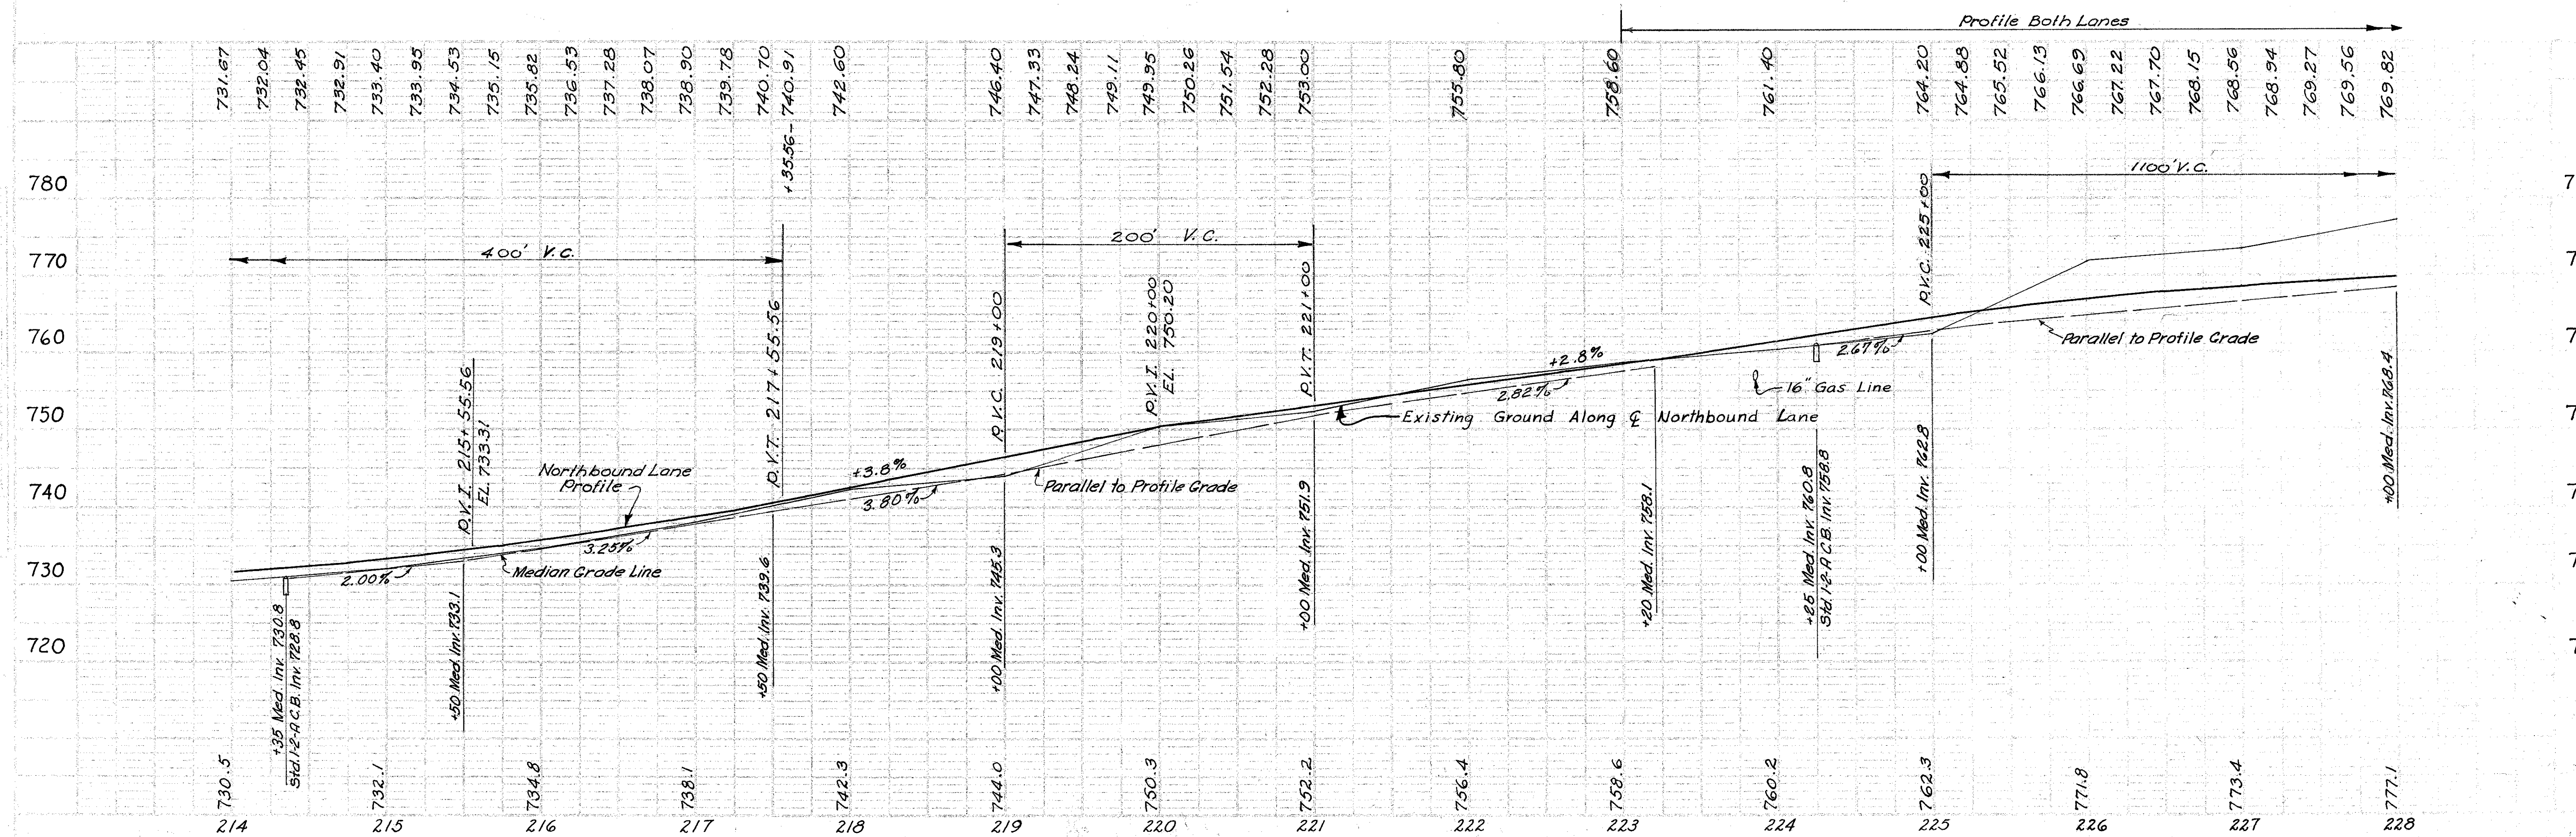 Profile Both Lanes
731.67
732.04
732.45
732.91
733.40
733.95
734.53
735.15
735.82
736.53
737.28
738.07
738.90
739.78
740.70
+35.56-740.91
742.60
746.40
747.33
748.24
749.11
749.95
750.26
751.54
752.28
753.00
755.80
758.60
761.40
764.20
764.88
765.52
766.13
766.69
767.22
767.70
768.15
768.56
768.94
769.27
769.56
769.82
780
770
760
750
740
730
720
7
7
7
7
7
7
7
400' V.C.
200' V.C.
1100' V.C.
P.V.I. 215+55.56
EL. 733.31
P.V.T. 217+55.56
P.V.C. 219+00
P.V.I. 220+00
EL. 750.20
P.V.T. 221+00
P.V.C. 225+00
Northbound Lane
Profile
+3.8%
3.80%
Parallel to Profile Grade
+2.8%
2.82%
Existing Ground Along ℄ Northbound Lane
16" Gas Line
2.67%
Parallel to Profile Grade
3.25%
2.00%
Median Grade Line
+35 Med. Inv. 730.8
Std. 1-2-A C.B. Inv. 728.8
+50 Med. Inv. 733.1
+50 Med. Inv. 739.6
+00 Med. Inv. 745.3
+00 Med. Inv. 751.9
+20 Med. Inv. 758.1
+25 Med. Inv. 760.8
Std. 1-2-A C.B. Inv. 758.8
+00 Med. Inv. 762.8
+00 Med. Inv. 768.4
730.5
732.1
734.8
738.1
742.3
744.0
750.3
752.2
756.4
758.6
760.2
762.3
771.8
773.4
777.1
214 215 216 217 218 219 220 221 222 223 224 225 226 227 228